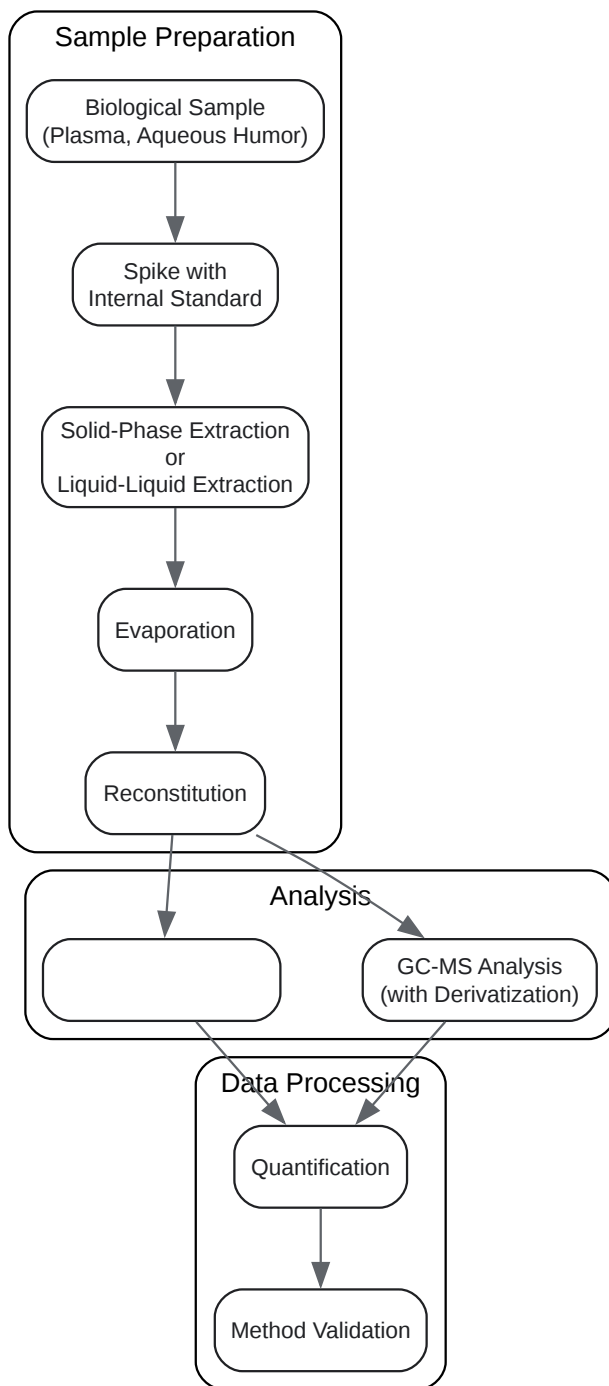 Sample Preparation
Biological Sample
(Plasma, Aqueous Humor)
Spike with
Internal Standard
Solid-Phase Extraction
or
Liquid-Liquid Extraction
Evaporation
Reconstitution
Analysis
GC-MS Analysis
(with Derivatization)
Data Processing
Quantification
Method Validation